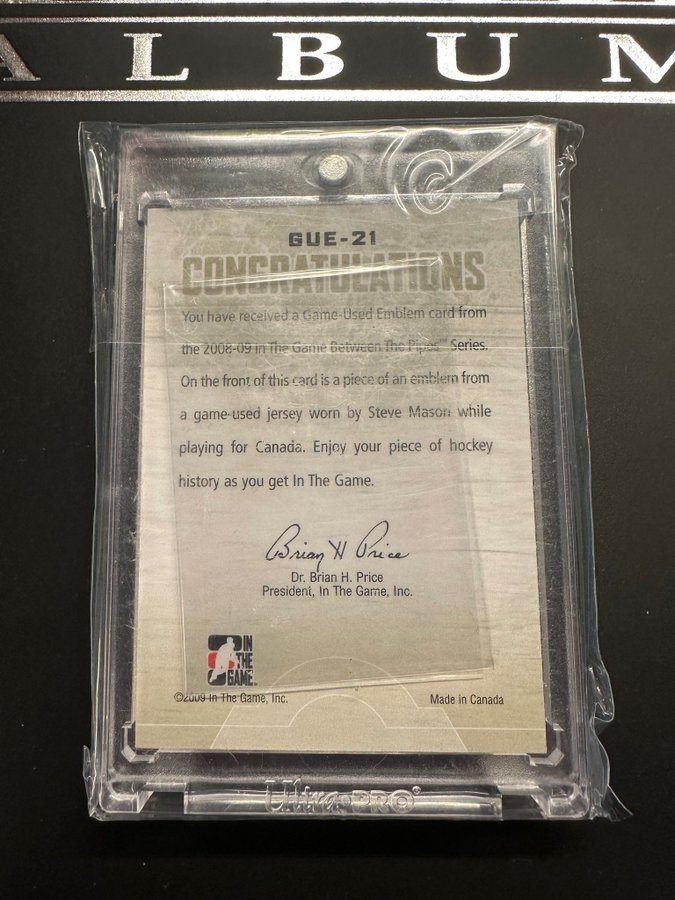 ALBUM
GUE-21
CONGRATULATIONS
You have received a Game-Used Emblem card from
the 2008-09 in The Game Between The Pipes™ Series.
On the front of this card is a piece of an emblem from
a game-used jersey worn by Steve Mason while
playing for Canada. Enjoy your piece of hockey
history as you get In The Game.
Brian H Price
Dr. Brian H. Price
President, In The Game, Inc.
IN
THE
GAME
©2009 In The Game, Inc. Made in Canada
Ultra•PRO®